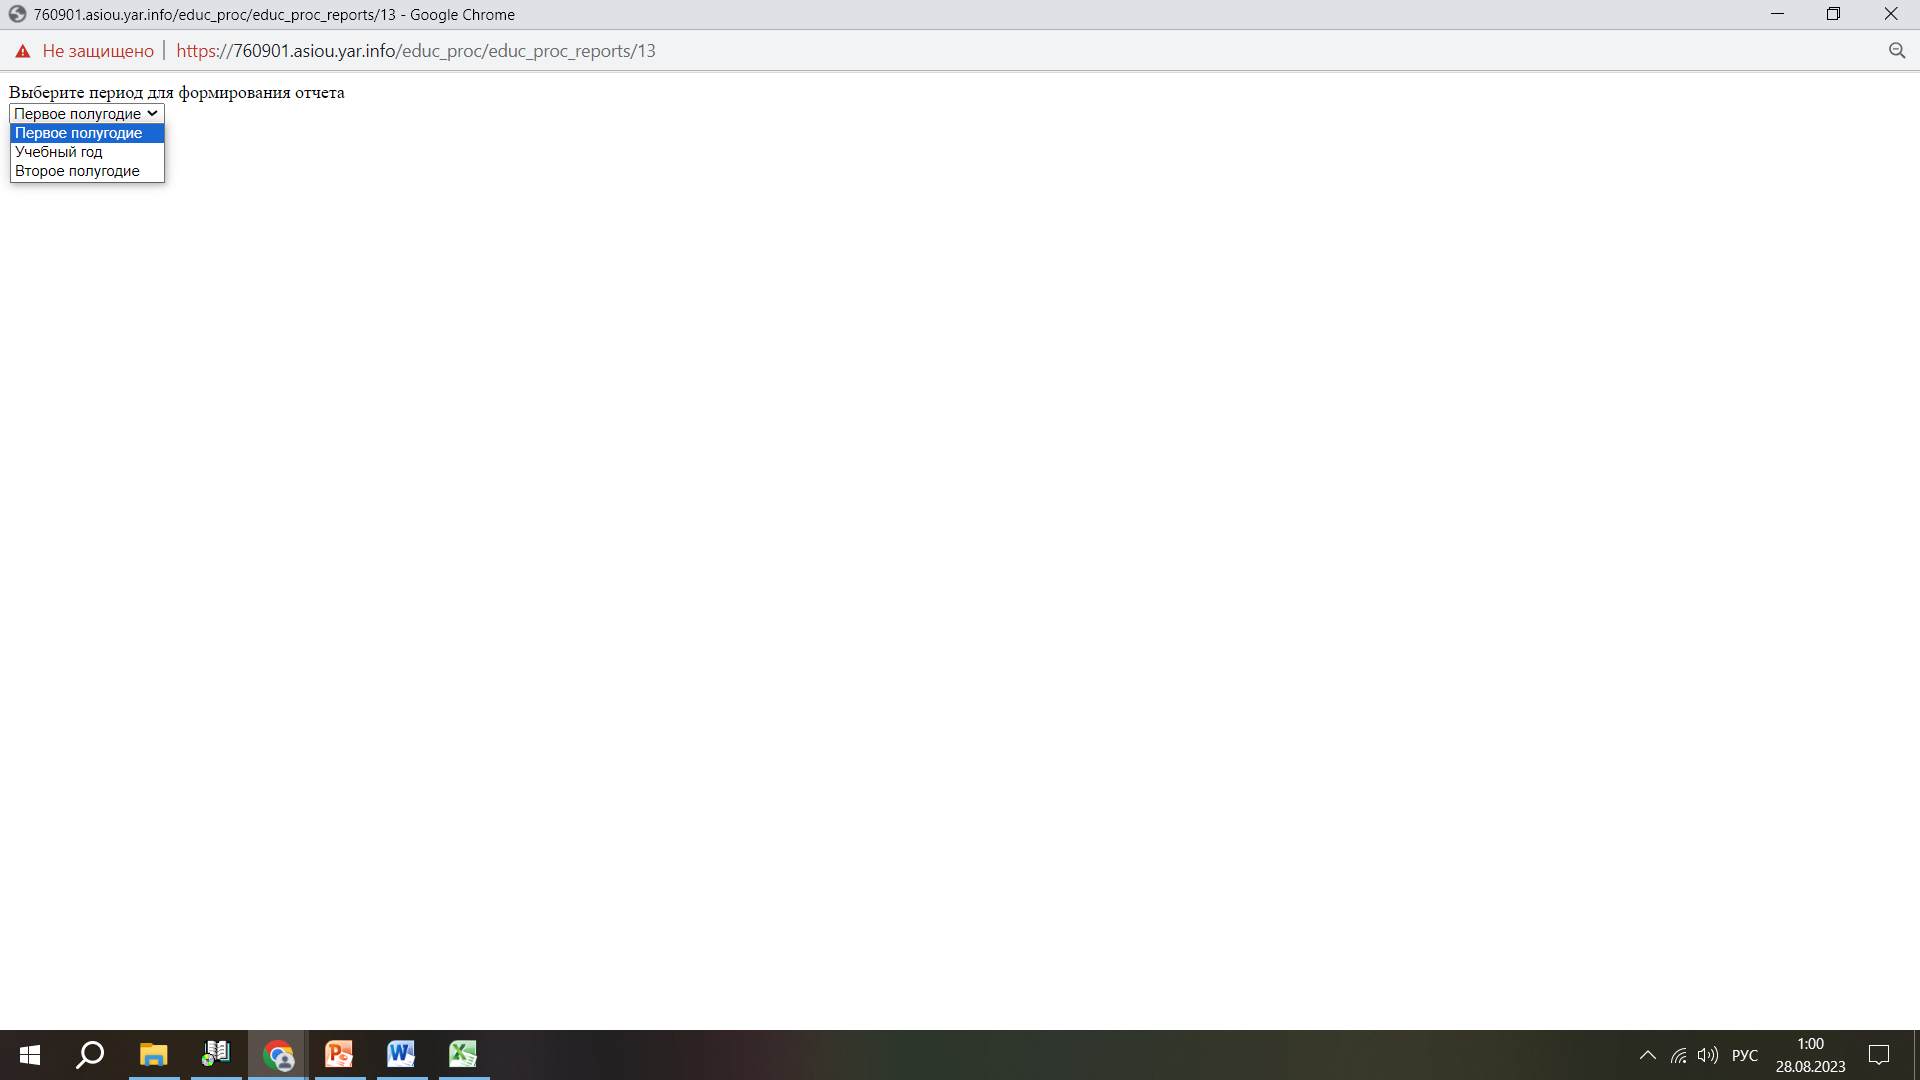 760901.asiou.yar.info/educ_proc/educ_proc_reports/13 - Google Chrome
Не защищено https://760901.asiou.yar.info/educ_proc/educ_proc_reports/13
Выберите период для формирования отчета
Первое полугодие
Первое полугодие
Учебный год
Второе полугодие
РУС
1:00
28.08.2023